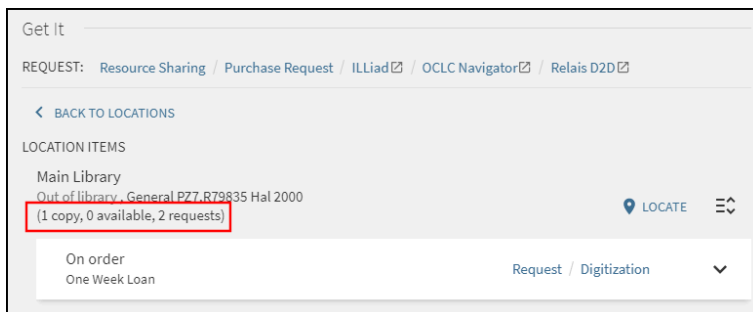 Get It
REQUEST: Resource Sharing / Purchase Request / ILLiad / OCLC Navigator / Relais D2D
BACK TO LOCATIONS
LOCATION ITEMS
Main Library
Out of library , General PZ7.R79835 Hal 2000
(1 copy, 0 available, 2 requests)
LOCATE
On order
One Week Loan
Request / Digitization